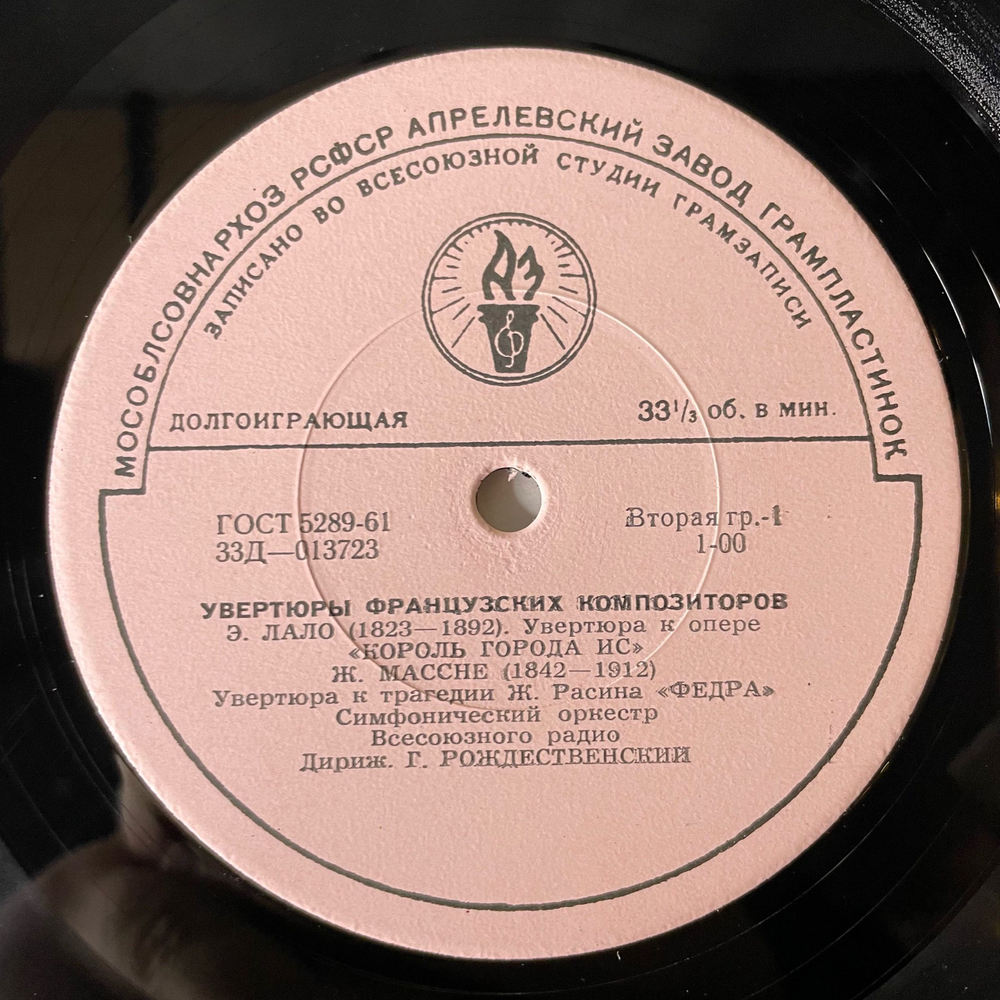 МОСОБЛСОВНАРХОЗ РСФСР АПРЕЛЕВСКИЙ ЗАВОД ГРАМПЛАСТИНОК
ЗАПИСАНО ВО ВСЕСОЮЗНОЙ СТУДИИ ГРАМЗАПИСИ
АЗ
ДОЛГОИГРАЮЩАЯ
33⅓ об. в мин.
ГОСТ 5289-61
Вторая гр.-1
33Д—013723
1-00
УВЕРТЮРЫ ФРАНЦУЗСКИХ КОМПОЗИТОРОВ
Э. ЛАЛО (1823—1892). Увертюра к опере
«КОРОЛЬ ГОРОДА ИС»
Ж. МАССНЕ (1842—1912)
Увертюра к трагедии Ж. Расина «ФЕДРА»
Симфонический оркестр
Всесоюзного радио
Дириж. Г. РОЖДЕСТВЕНСКИЙ